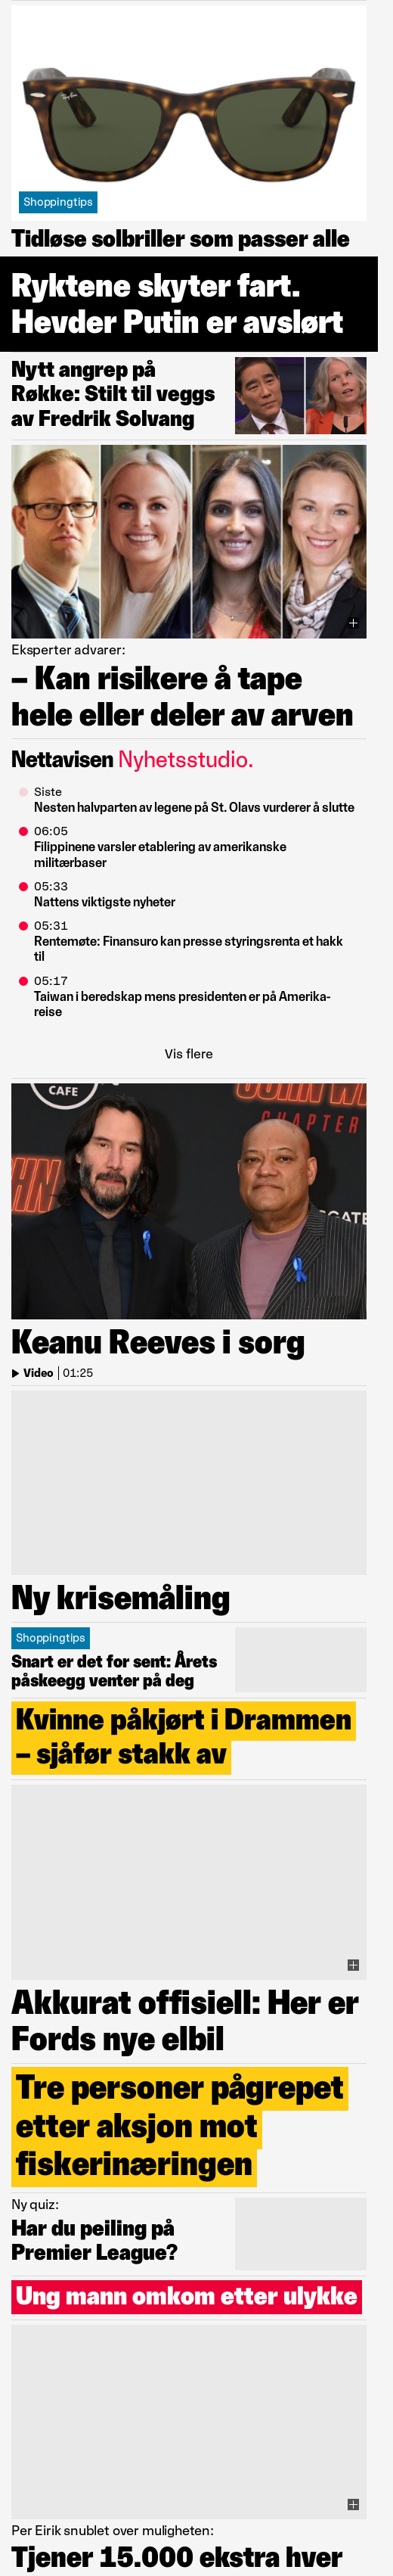 Ray-Ban
Shoppingtips
Tidløse solbriller som passer alle
Ryktene skyter fart.
Hevder Putin er avslørt
Nytt angrep på
Røkke: Stilt til veggs
av Fredrik Solvang
Eksperter advarer:
– Kan risikere å tape
hele eller deler av arven
Nettavisen Nyhetsstudio.
Siste
Nesten halvparten av legene på St. Olavs vurderer å slutte
06:05
Filippinene varsler etablering av amerikanske
militærbaser
05:33
Nattens viktigste nyheter
05:31
Rentemøte: Finansuro kan presse styringsrenta et hakk
til
05:17
Taiwan i beredskap mens presidenten er på Amerika-
reise
Vis flere
CAFE
JOHN WI
CHAPTER
HN
GATE
Keanu Reeves i sorg
Video | 01:25
Ny krisemåling
Shoppingtips
Snart er det for sent: Årets
påskeegg venter på deg
Kvinne påkjørt i Drammen
– sjåfør stakk av
Akkurat offisiell: Her er
Fords nye elbil
Tre personer pågrepet
etter aksjon mot
fiskerinæringen
Ny quiz:
Har du peiling på
Premier League?
Ung mann omkom etter ulykke
Per Eirik snublet over muligheten:
Tjener 15.000 ekstra hver